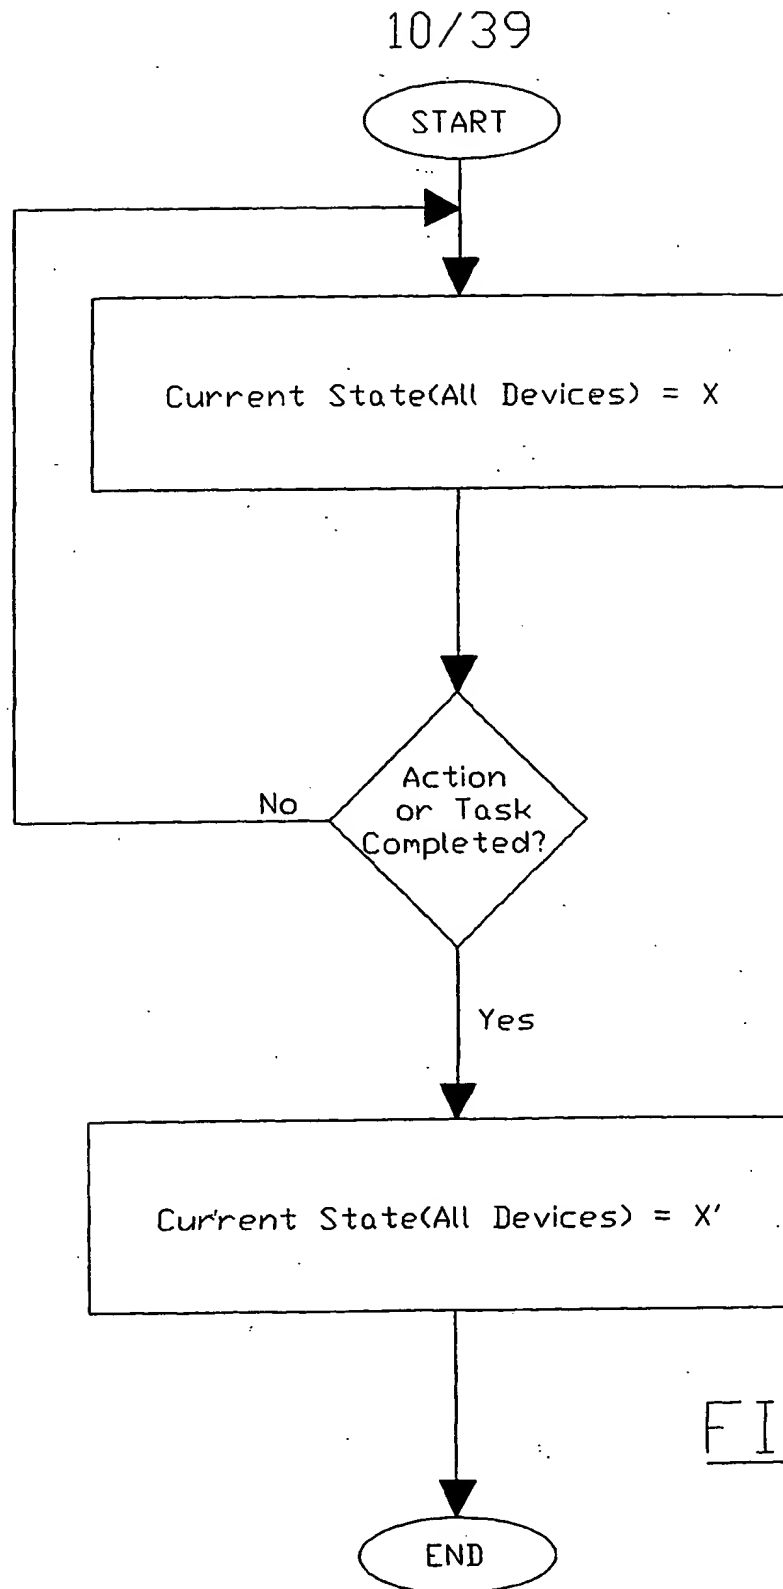 10/39
START
Current State(All Devices) = X
Action
or Task
Completed?
No
Yes
Current State(All Devices) = X'
END